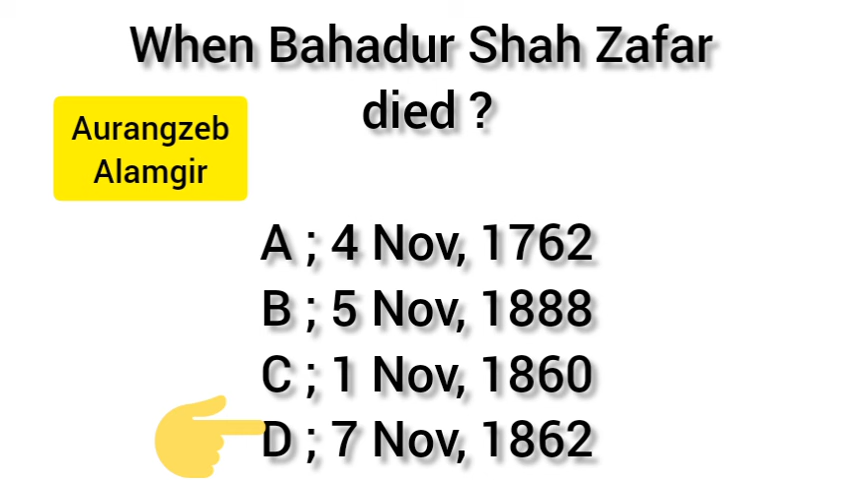 When Bahadur Shah Zafar
died ?
Aurangzeb
Alamgir
A ; 4 Nov, 1762
B ; 5 Nov, 1888
C ; 1 Nov, 1860
D ; 7 Nov, 1862